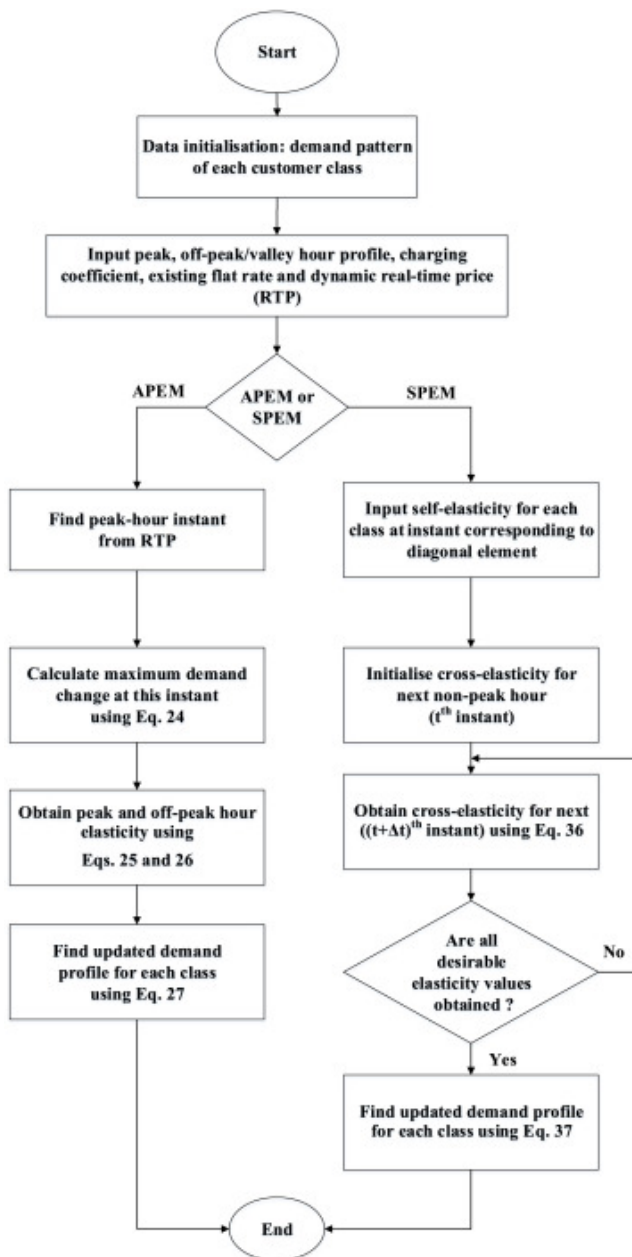 Start
Data initialisation: demand pattern
of each customer class
Input peak, off-peak/valley hour profile, charging
coefficient, existing flat rate and dynamic real-time price
(RTP)
APEM or
SPEM
APEM
SPEM
Find peak-hour instant
from RTP
Calculate maximum demand
change at this instant
using Eq. 24
Obtain peak and off-peak hour
elasticity using
Eqs. 25 and 26
Find updated demand
profile for each class
using Eq. 27
Input self-elasticity for each
class at instant corresponding to
diagonal element
Initialise cross-elasticity for
next non-peak hour
(tth instant)
Obtain cross-elasticity for next
((t+Δt)th instant) using Eq. 36
Are all
desirable
elasticity values
obtained ?
No
Yes
Find updated demand profile
for each class using Eq. 37
End